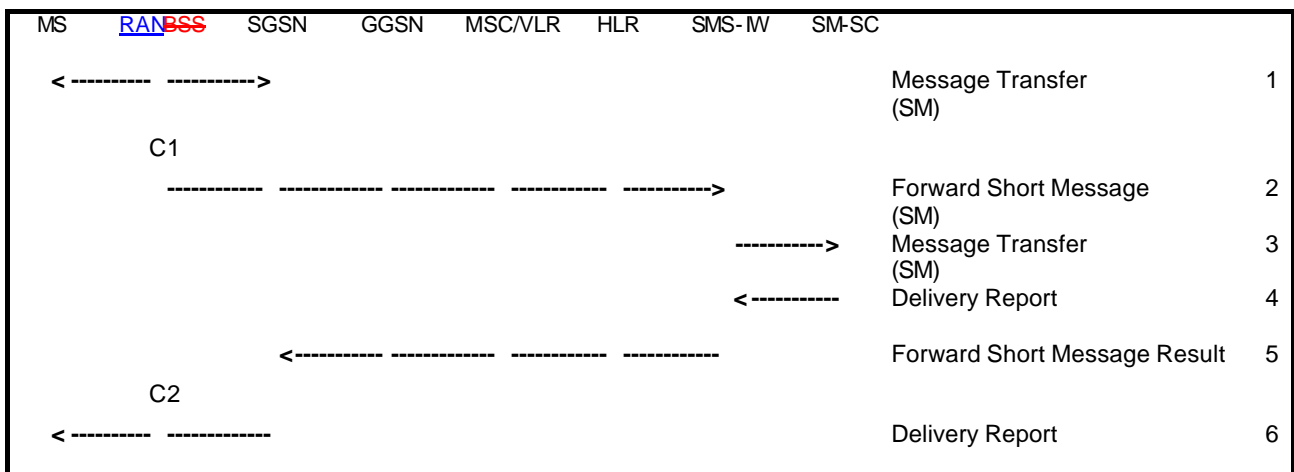 MS RANBSS SGSN GGSN MSC/VLR HLR SMS-IW SM-SC
< ---------- -----------> Message Transfer 1
(SM)
C1
------------ ------------- ------------- ------------ -----------> Forward Short Message 2
(SM)
-----------> Message Transfer 3
(SM)
<----------- Delivery Report 4
<----------- ------------- ------------ ------------ Forward Short Message Result 5
C2
< ---------- ------------- Delivery Report 6